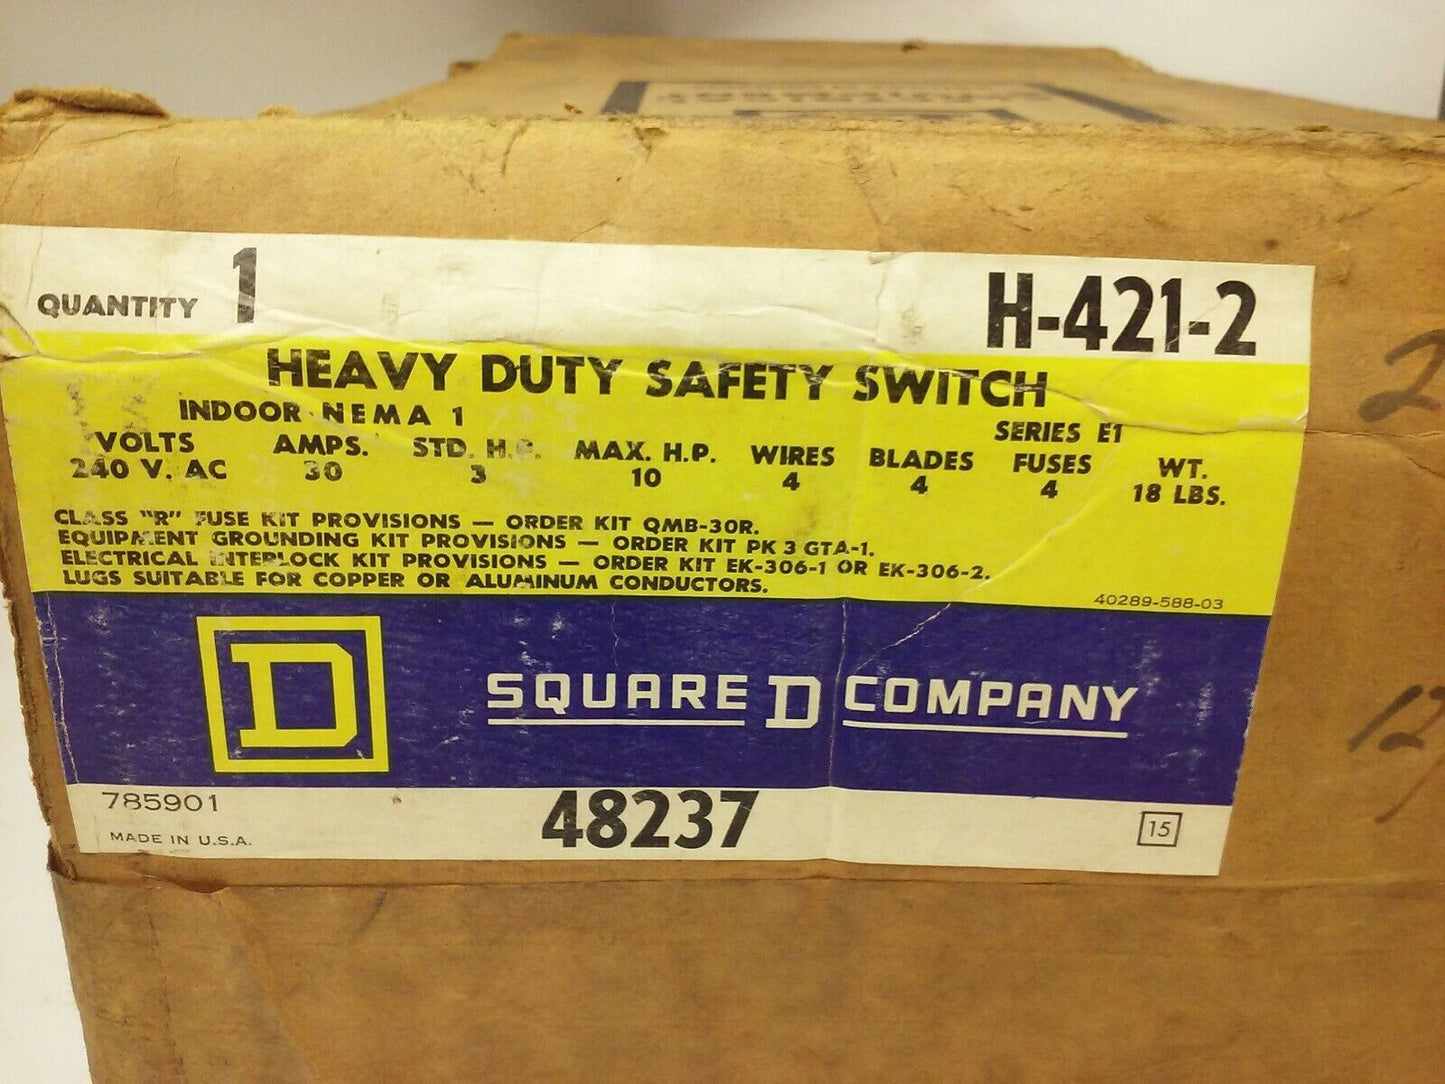 QUANTITY 1 H-421-2
HEAVY DUTY SAFETY SWITCH
INDOOR NEMA 1 SERIES E1
VOLTS AMPS. STD. H.P. MAX. H.P. WIRES BLADES FUSES WT.
240 V. AC 30 3 10 4 4 4 18 LBS.
CLASS "R" FUSE KIT PROVISIONS — ORDER KIT QMB-30R.
EQUIPMENT GROUNDING KIT PROVISIONS — ORDER KIT PK 3 GTA-1.
ELECTRICAL INTERLOCK KIT PROVISIONS — ORDER KIT EK-306-1 OR EK-306-2.
LUGS SUITABLE FOR COPPER OR ALUMINUM CONDUCTORS.
40289-588-03
D SQUARE D COMPANY
785901 48237 15
MADE IN U.S.A.
2
12